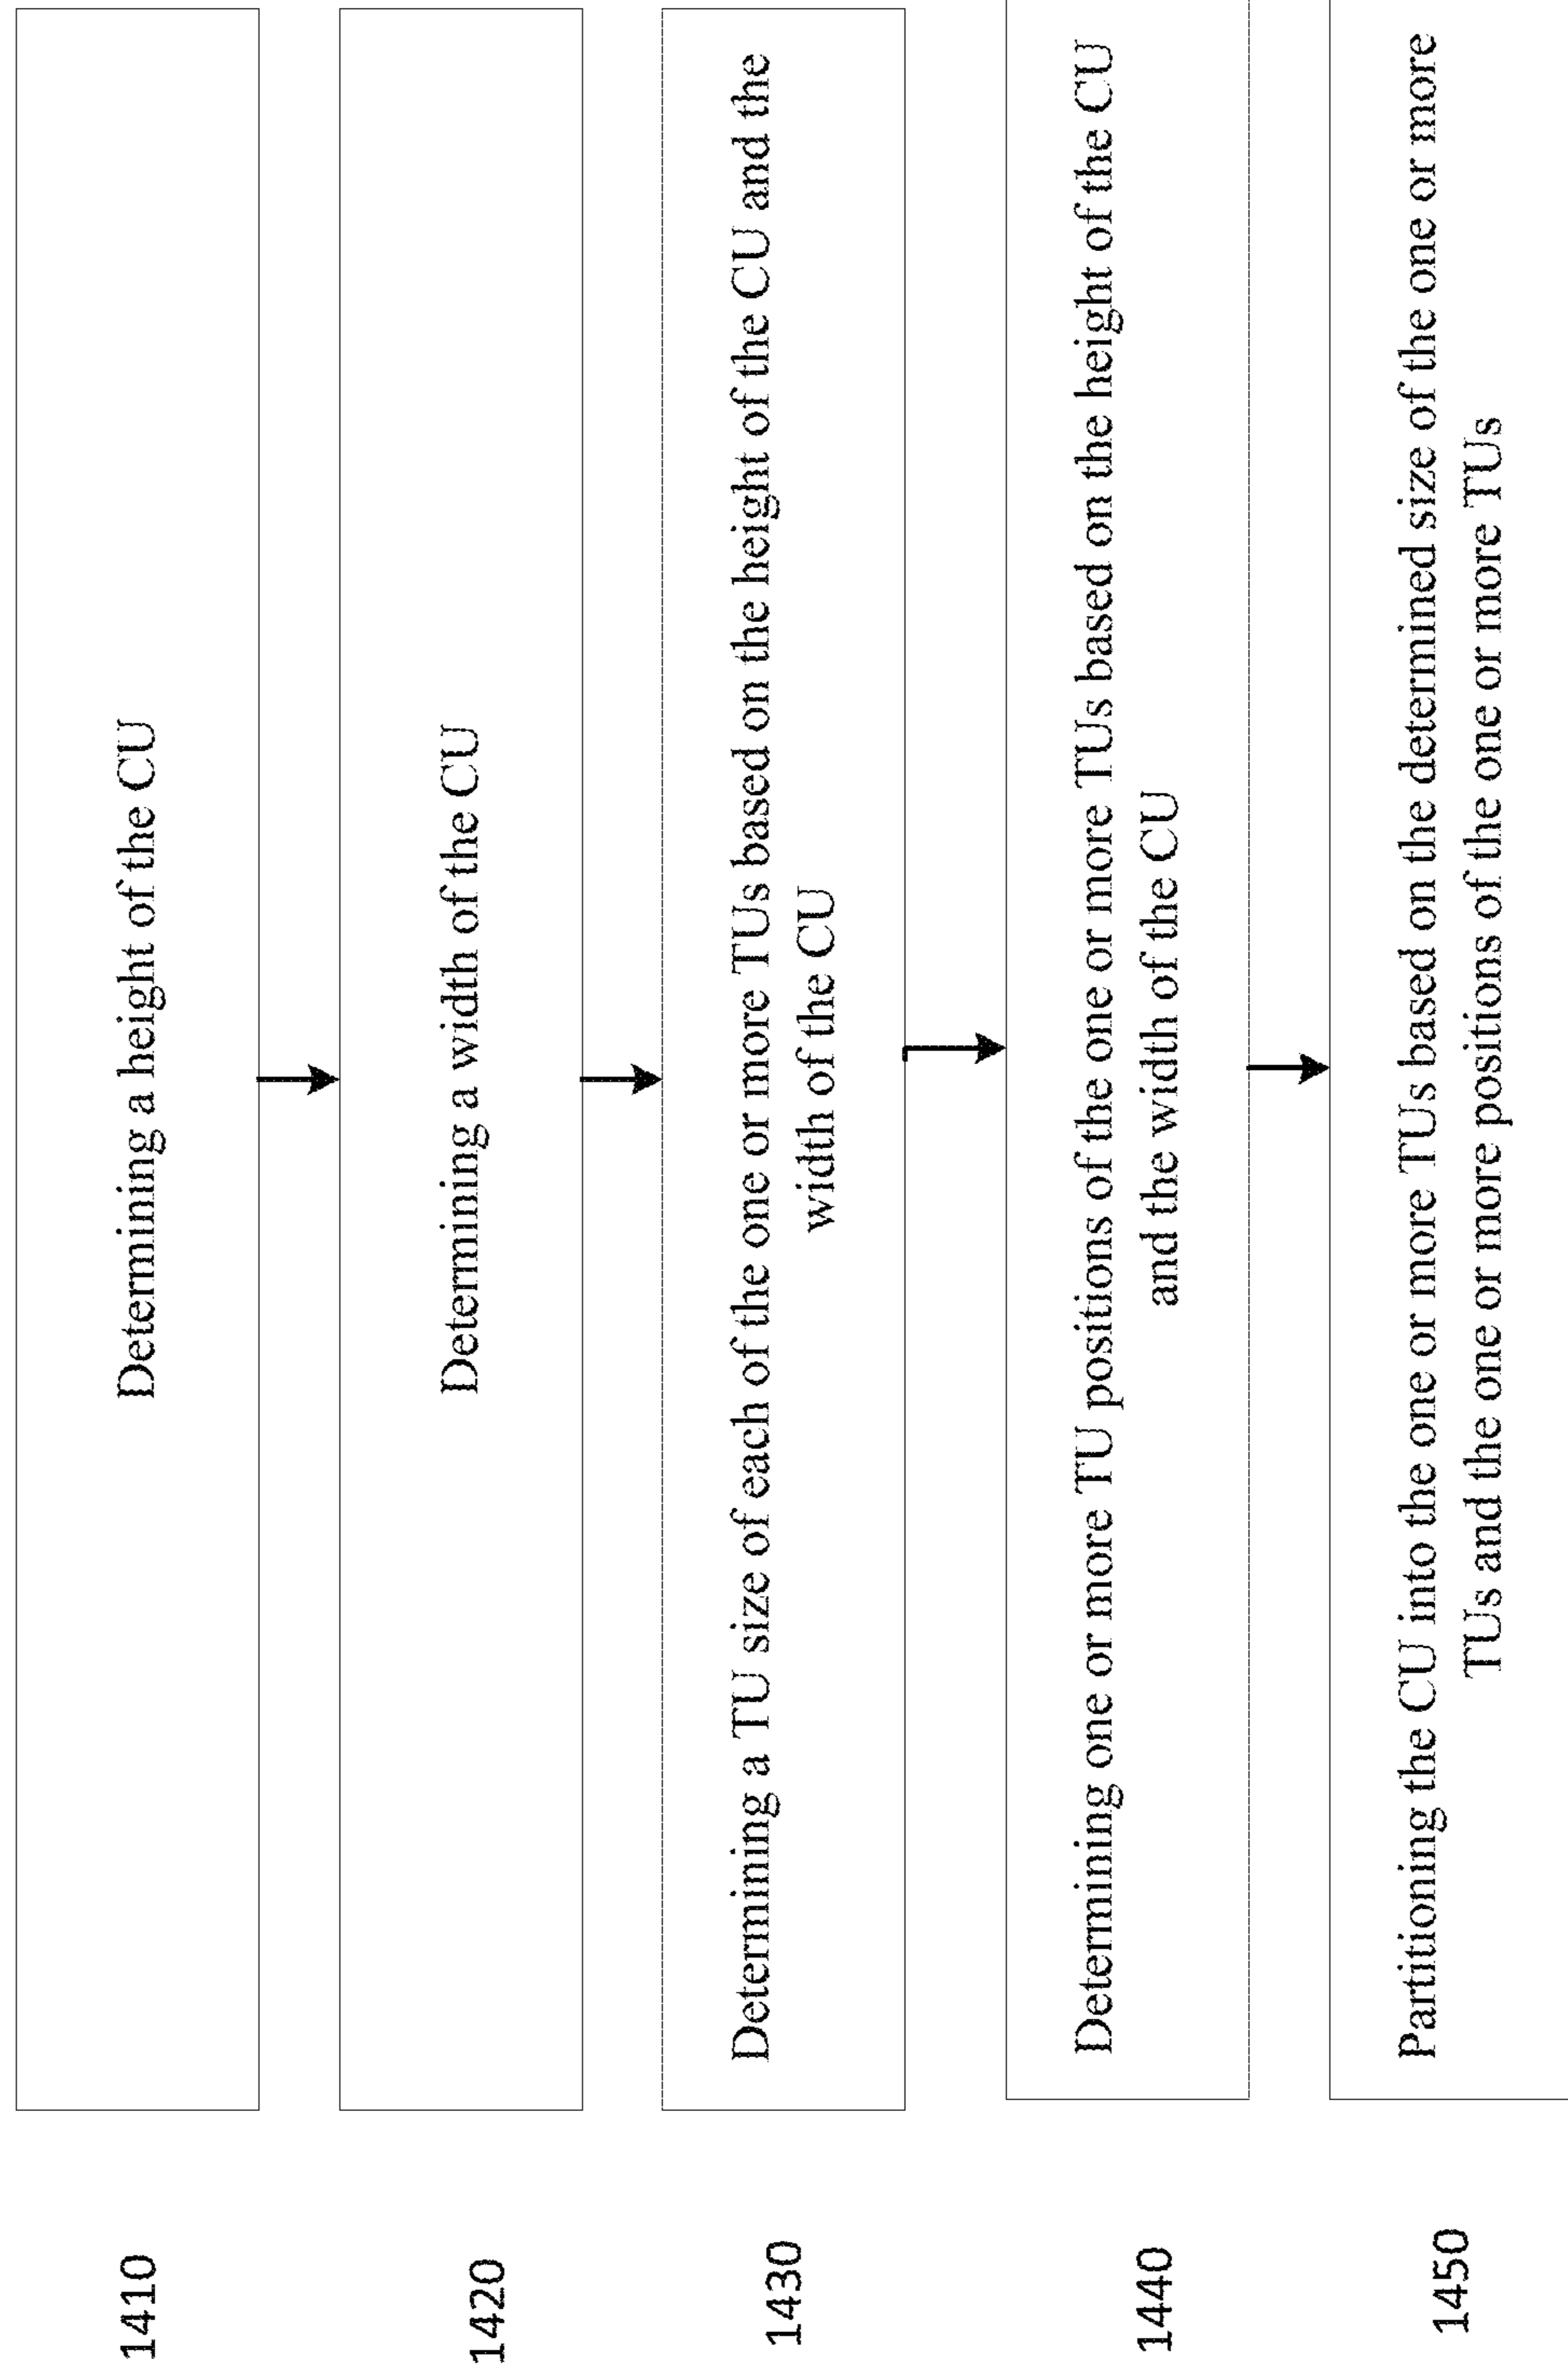 1410
Determining a height of the CU
1420
Determining a width of the CU
1430
Determining a TU size of each of the one or more TUs based on the height of the CU and the
width of the CU
1440
Determining one or more TU positions of the one or more TUs based on the height of the CU
and the width of the CU
1450
Partitioning the CU into the one or more TUs based on the determined size of the one or more
TUs and the one or more positions of the one or more TUs